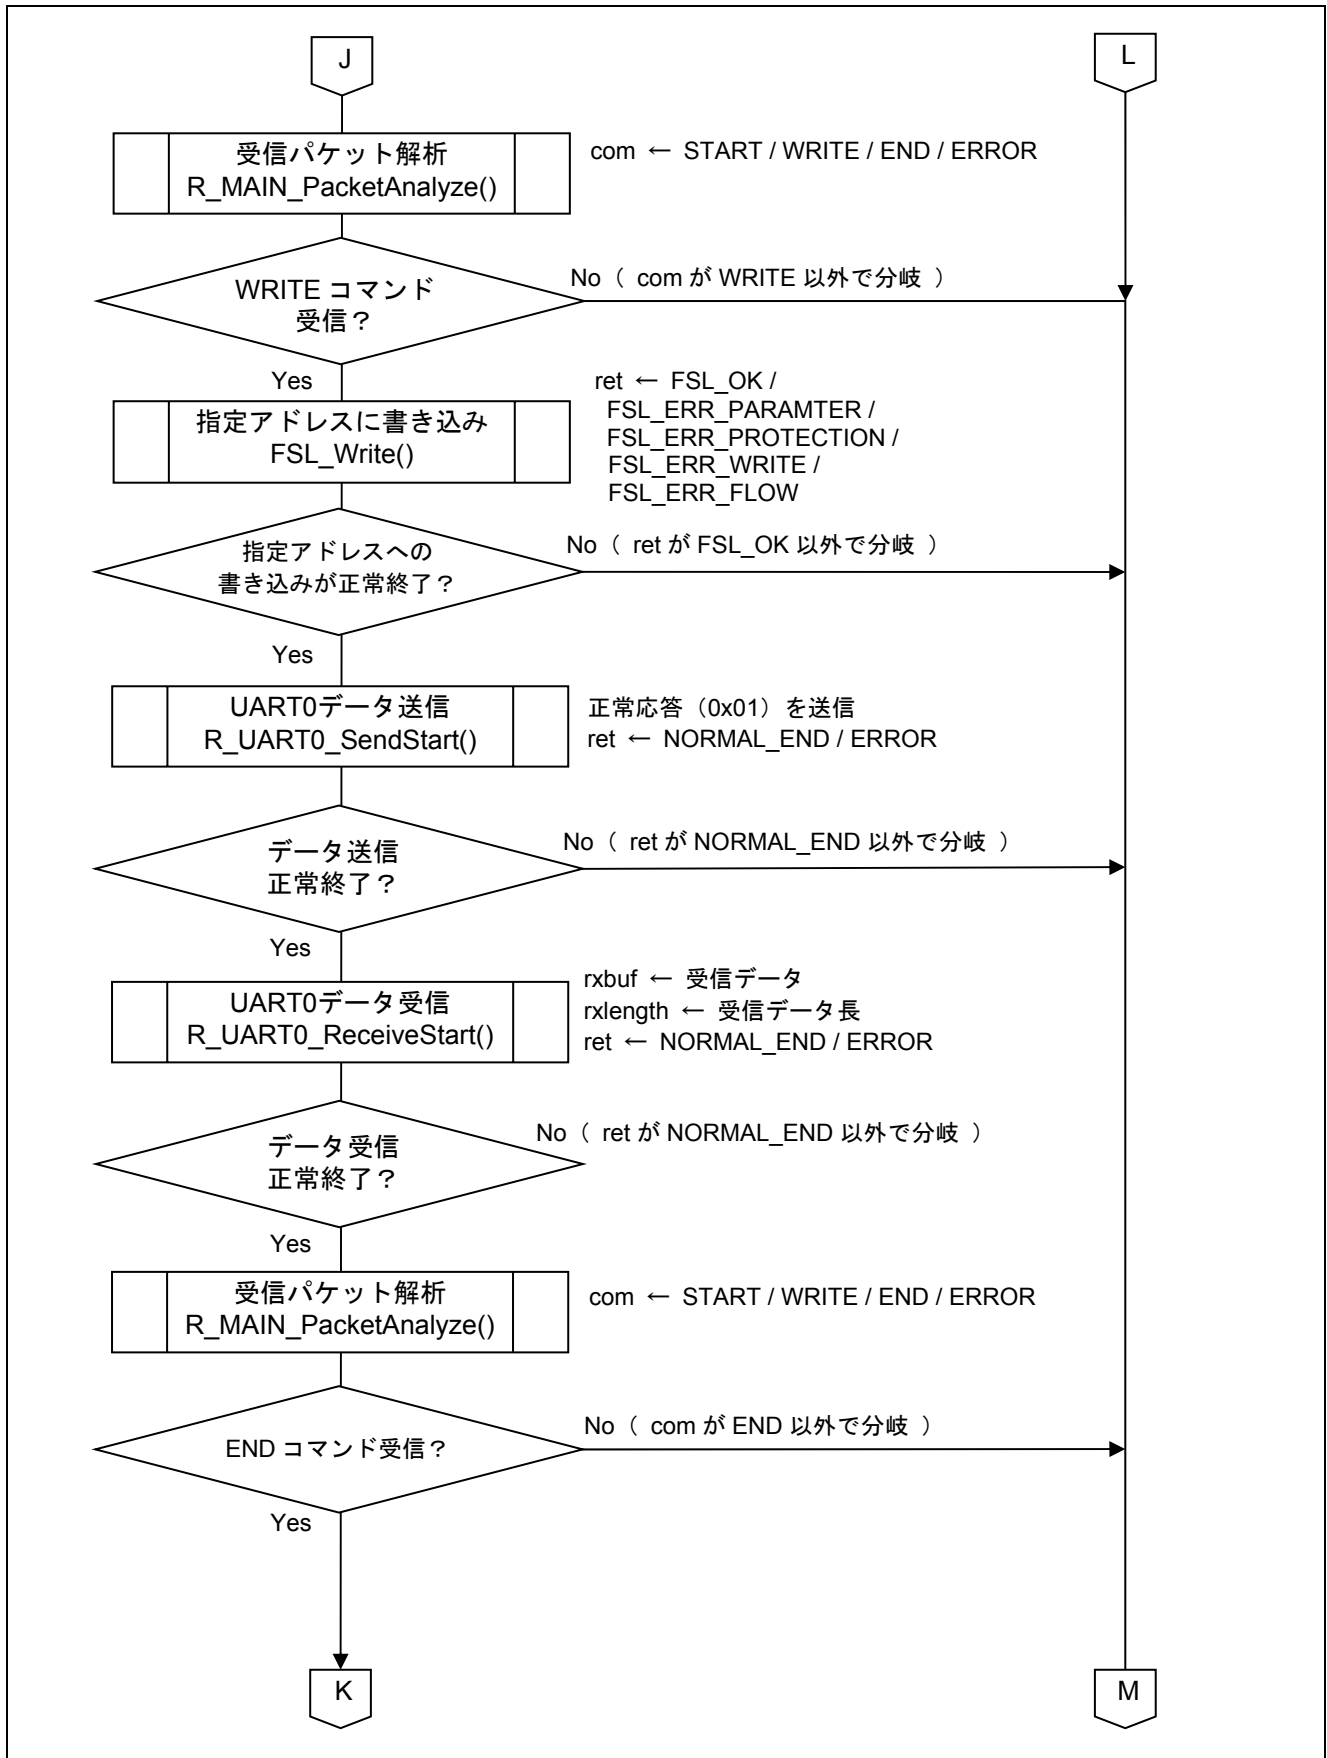 J
L
受信パケット解析
R_MAIN_PacketAnalyze()
com ← START / WRITE / END / ERROR
WRITE コマンド
受信？
No （ com が WRITE 以外で分岐 ）
Yes
指定アドレスに書き込み
FSL_Write()
ret ← FSL_OK /
FSL_ERR_PARAMTER /
FSL_ERR_PROTECTION /
FSL_ERR_WRITE /
FSL_ERR_FLOW
指定アドレスへの
書き込みが正常終了？
No （ ret が FSL_OK 以外で分岐 ）
Yes
UART0データ送信
R_UART0_SendStart()
正常応答（0x01）を送信
ret ← NORMAL_END / ERROR
データ送信
正常終了？
No （ ret が NORMAL_END 以外で分岐 ）
Yes
UART0データ受信
R_UART0_ReceiveStart()
rxbuf ← 受信データ
rxlength ← 受信データ長
ret ← NORMAL_END / ERROR
データ受信
正常終了？
No （ ret が NORMAL_END 以外で分岐 ）
Yes
受信パケット解析
R_MAIN_PacketAnalyze()
com ← START / WRITE / END / ERROR
END コマンド受信？
No （ com が END 以外で分岐 ）
Yes
K
M